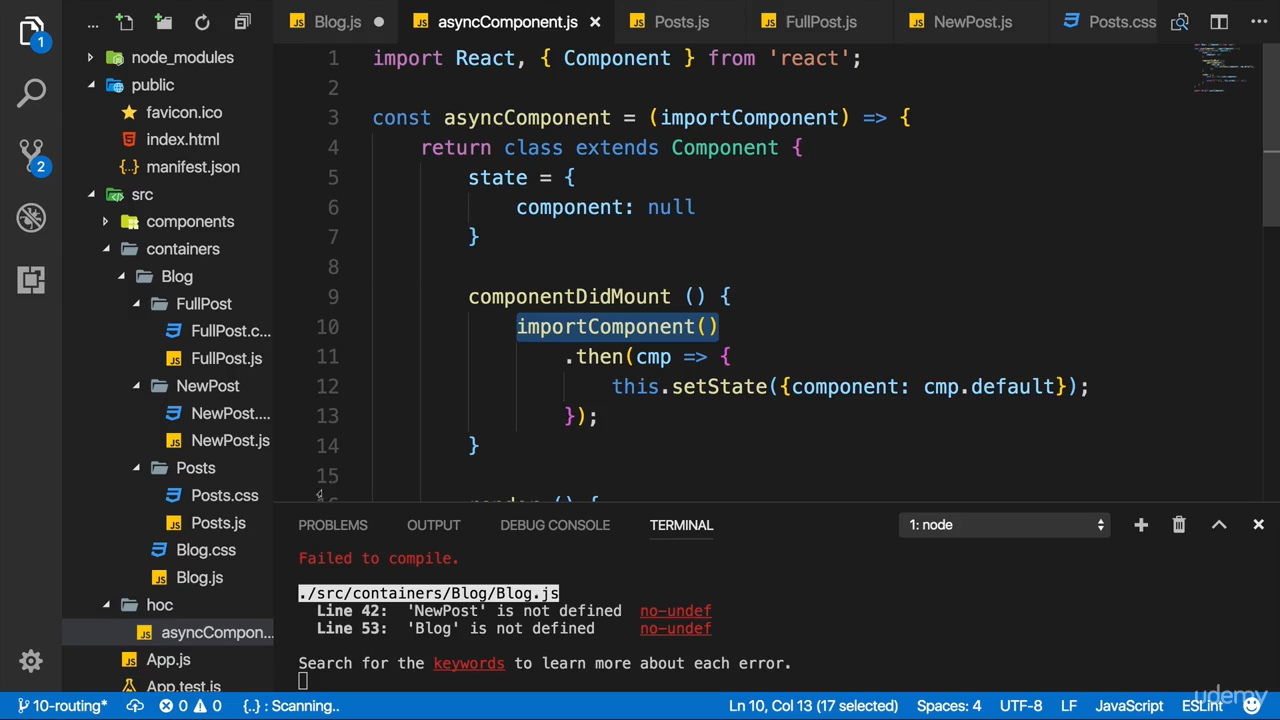 Blog.js
asyncComponent.js
Posts.js
FullPost.js
NewPost.js
Posts.css
...
...
1
2
node_modules
public
favicon.ico
index.html
manifest.json
src
components
containers
Blog
FullPost
FullPost.c...
FullPost.js
NewPost
NewPost....
NewPost.js
Posts
Posts.css
Posts.js
Blog.css
Blog.js
hoc
asyncCompon...
App.js
App.test.js
1 import React, { Component } from 'react';
2
3 const asyncComponent = (importComponent) => {
4 return class extends Component {
5 state = {
6 component: null
7 }
8
9 componentDidMount () {
10 importComponent()
11 .then(cmp => {
12 this.setState({component: cmp.default});
13 });
14 }
15
16 render () {
PROBLEMS OUTPUT DEBUG CONSOLE TERMINAL 1: node
Failed to compile.
./src/containers/Blog/Blog.js
Line 42: 'NewPost' is not defined no-undef
Line 53: 'Blog' is not defined no-undef
Search for the keywords to learn more about each error.
10-routing* 0 0 {..} : Scanning.. Ln 10, Col 13 (17 selected) Spaces: 4 UTF-8 LF JavaScript ESLint
udemy